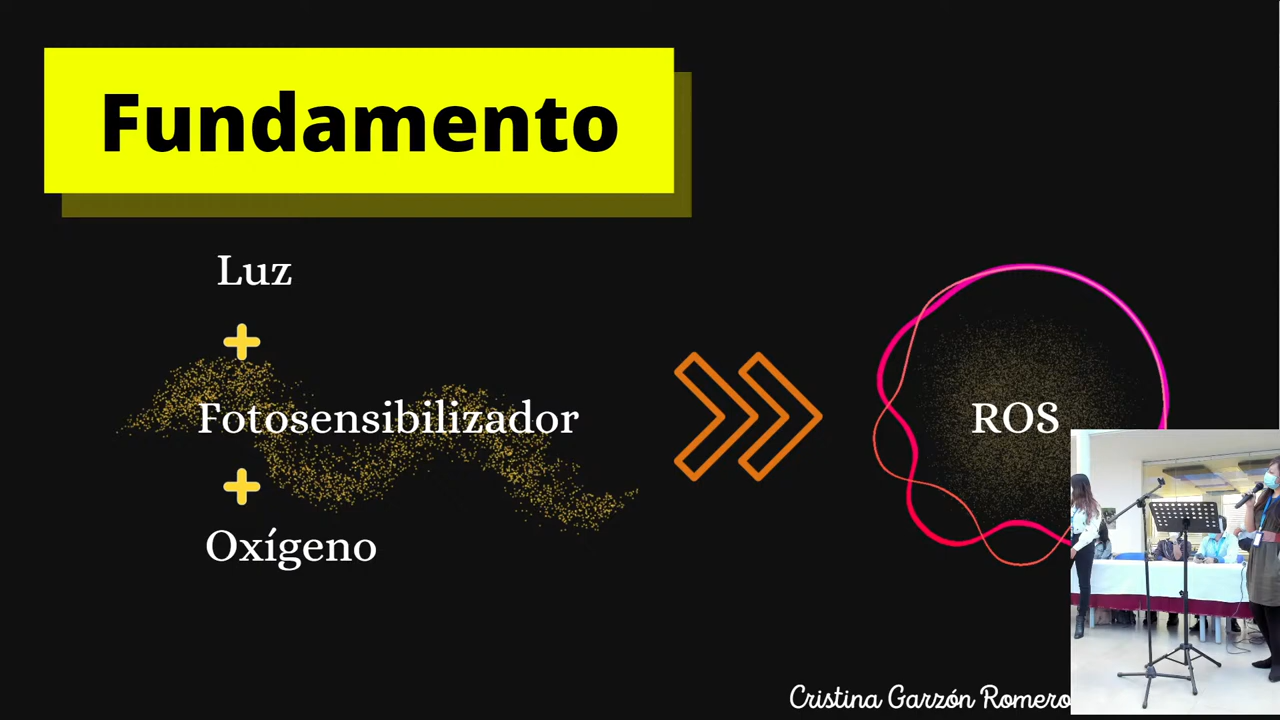 Fundamento
Luz
+
Fotosensibilizador
+
Oxígeno
ROS
Cristina Garzón Romero